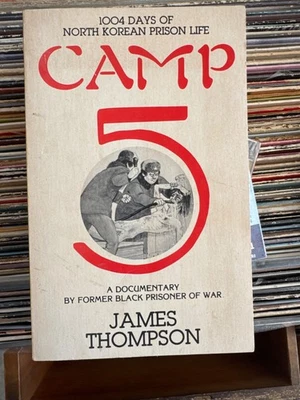 1004 DAYS OF
NORTH KOREAN PRISON LIFE
CAMP
5
A DOCUMENTARY
BY FORMER BLACK PRISONER OF WAR
JAMES
THOMPSON